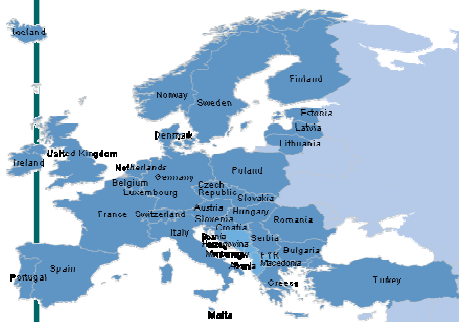 Iceland
Finland
Norway
Sweden
Estonia
Denmark
Latvia
Lithuania
United Kingdom
Ireland
Netherlands
Poland
Germany
Belgium
Czech
Republic
Luxembourg
Slovakia
Austria
Hungary
France
Switzerland
Slovenia
Romania
Croatia
Italy
Serbia
Bulgaria
Macedonia
Spain
Portugal
Turkey
Greece
Malta